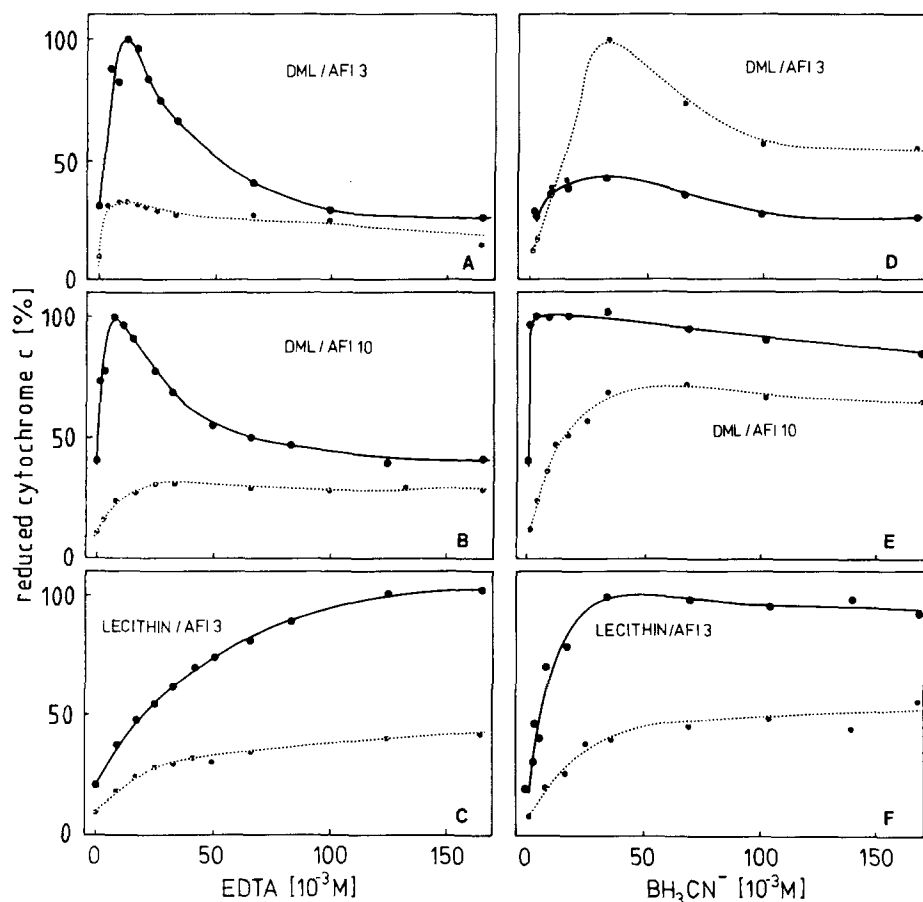 reduced cytochrome c [%]
100
50
0
DML/AFI 3
A
DML/AFI 3
D
100
50
0
DML/AFI 10
B
DML/AFI 10
E
100
50
0
LECITHIN/AFI 3
C
LECITHIN/AFI 3
F
0 50 100 150
0 50 100 150
EDTA [10⁻³M]
BH₃CN⁻ [10⁻³M]